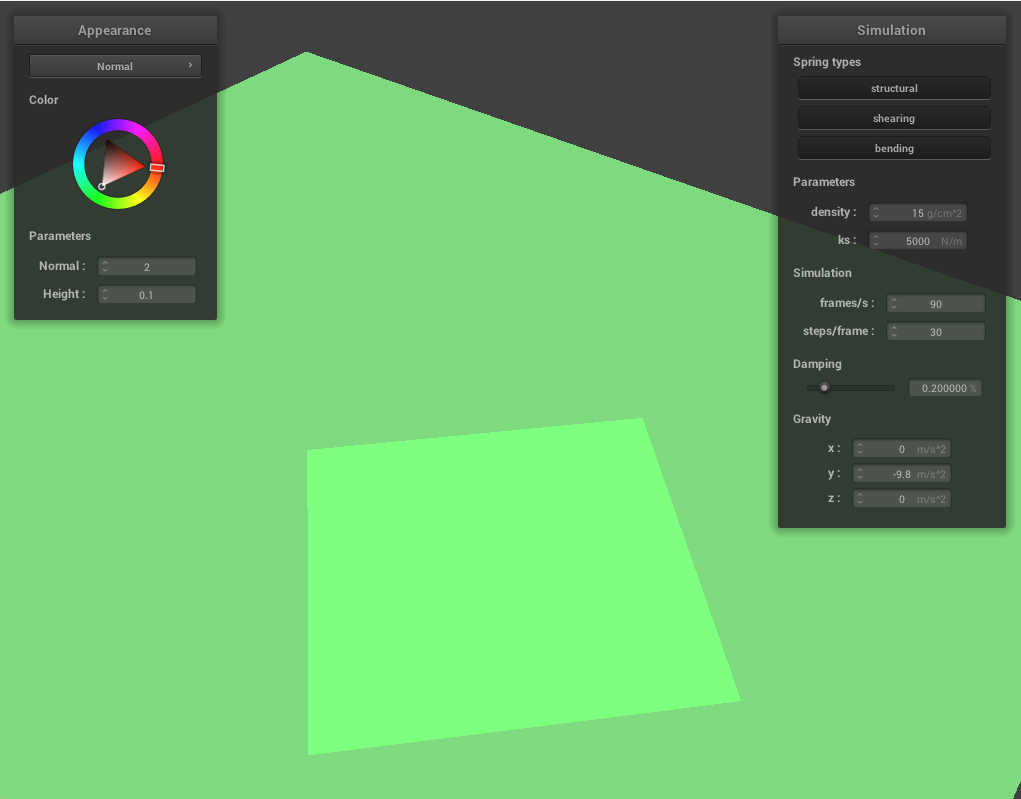 Appearance
Normal
Color
Parameters
Normal :
2
Height :
0.1
Simulation
Spring types
structural
shearing
bending
Parameters
density :
15 g/cm^2
ks :
5000 N/m
Simulation
frames/s :
90
steps/frame :
30
Damping
0.200000 %
Gravity
x :
0 m/s^2
y :
-9.8 m/s^2
z :
0 m/s^2